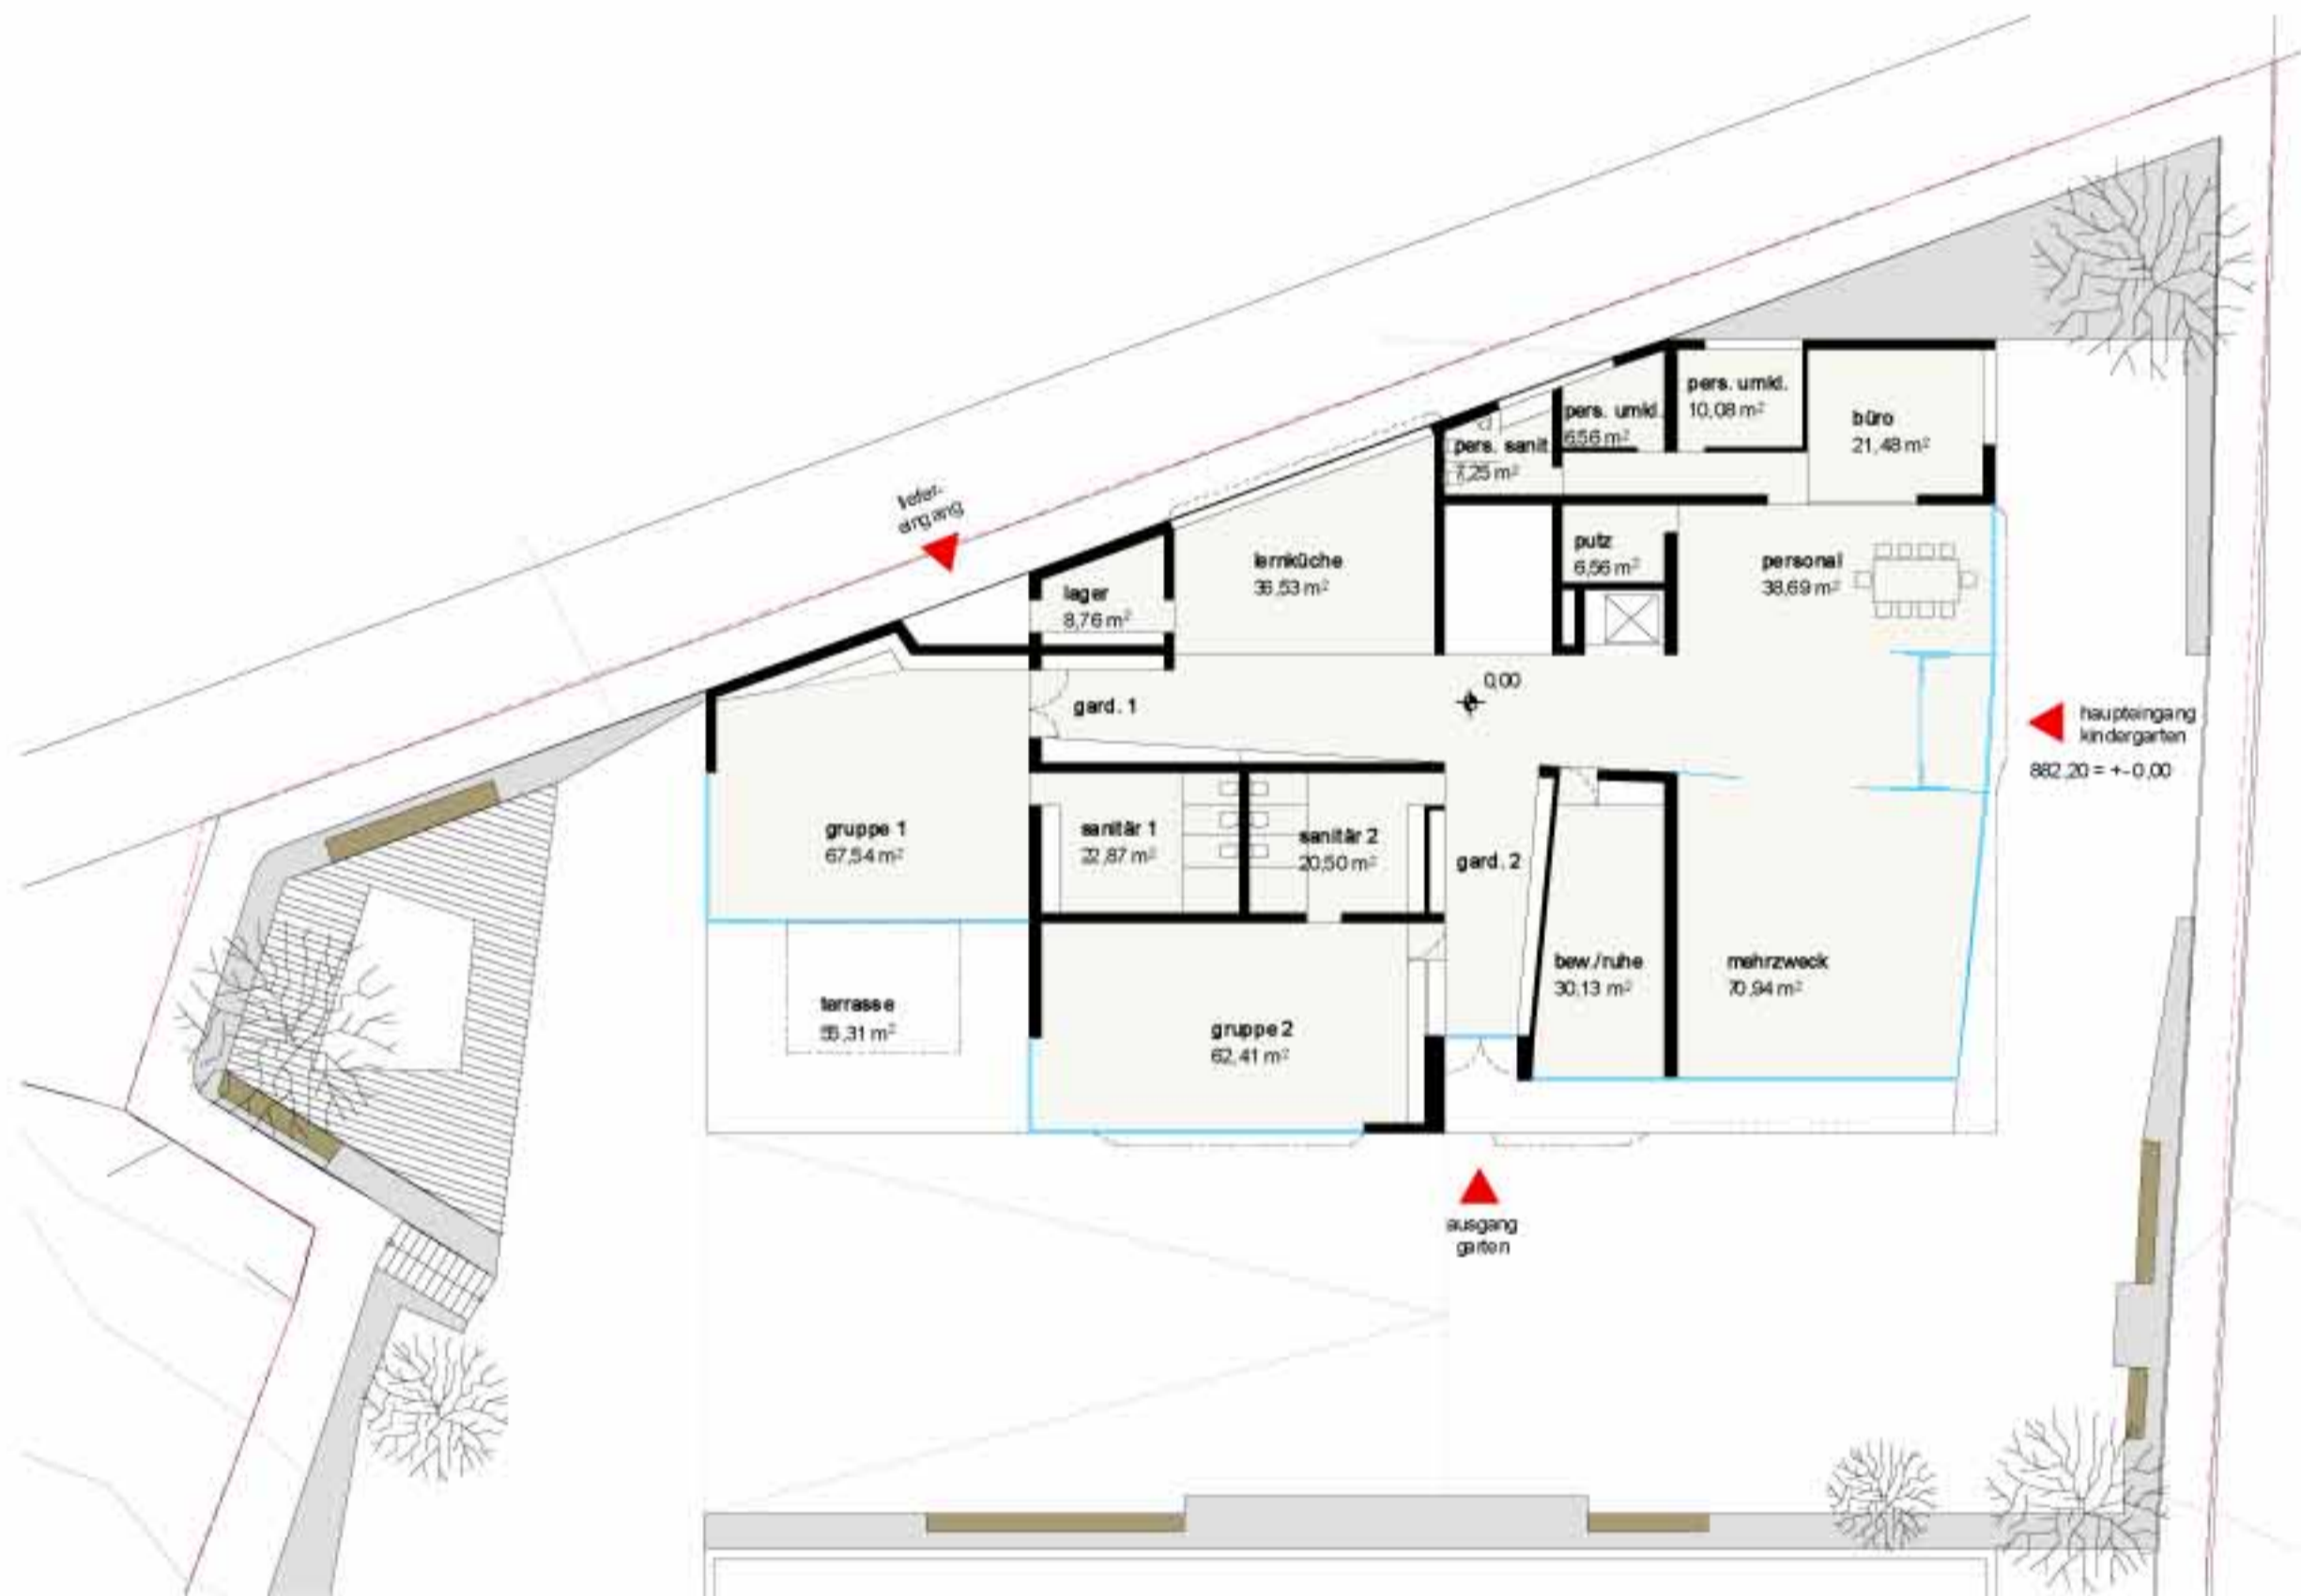 pers. umkl.
10,08 m²
büro
21,48 m²
pers. umkl.
6,56 m²
pers. sanit.
7,25 m²
liefer-
eingang
lager
8,76 m²
lernküche
36,53 m²
putz
6,56 m²
personal
38,69 m²
0,00
gard. 1
haupteingang
kindergarten
882,20 = +-0,00
gruppe 1
67,54 m²
sanitär 1
22,87 m²
sanitär 2
20,50 m²
gard. 2
terrasse
55,31 m²
gruppe 2
62,41 m²
bew./ruhe
30,13 m²
mehrzweck
70,94 m²
ausgang
garten